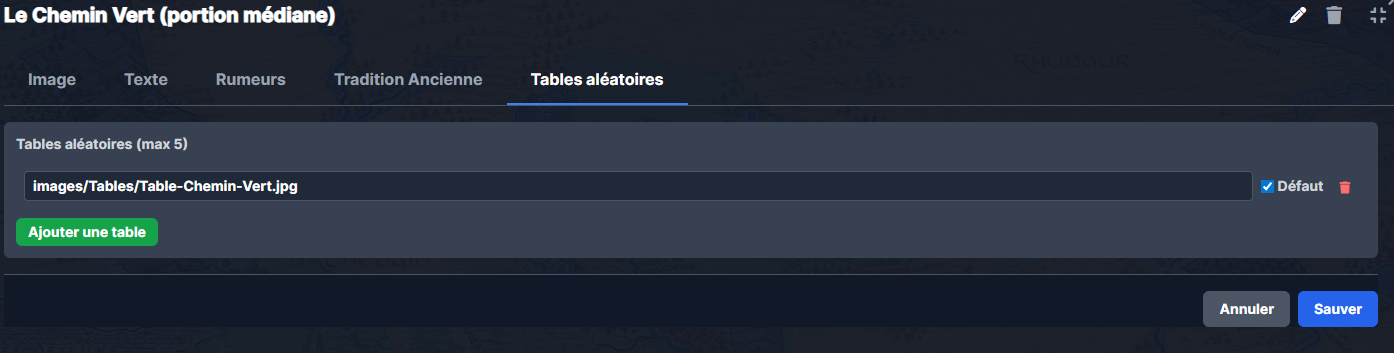 Le Chemin Vert (portion médiane)
RHUDAUR
Image Texte Rumeurs Tradition Ancienne Tables aléatoires
Tables aléatoires (max 5)
images/Tables/Table-Chemin-Vert.jpg Défaut
Ajouter une table
Annuler Sauver